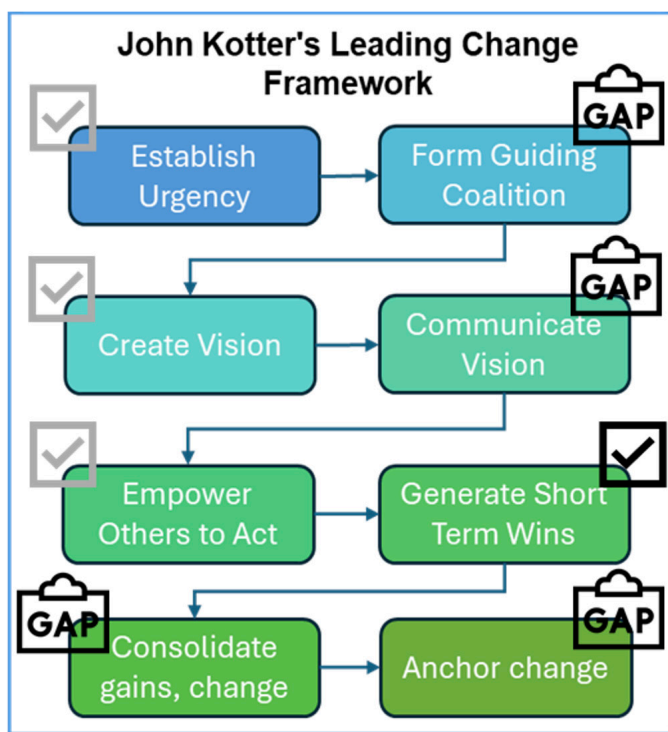 John Kotter's Leading Change
Framework
GAP
Establish
Urgency
Form Guiding
Coalition
GAP
Create Vision
Communicate
Vision
Empower
Others to Act
Generate Short
Term Wins
GAP
GAP
Consolidate
gains, change
Anchor change